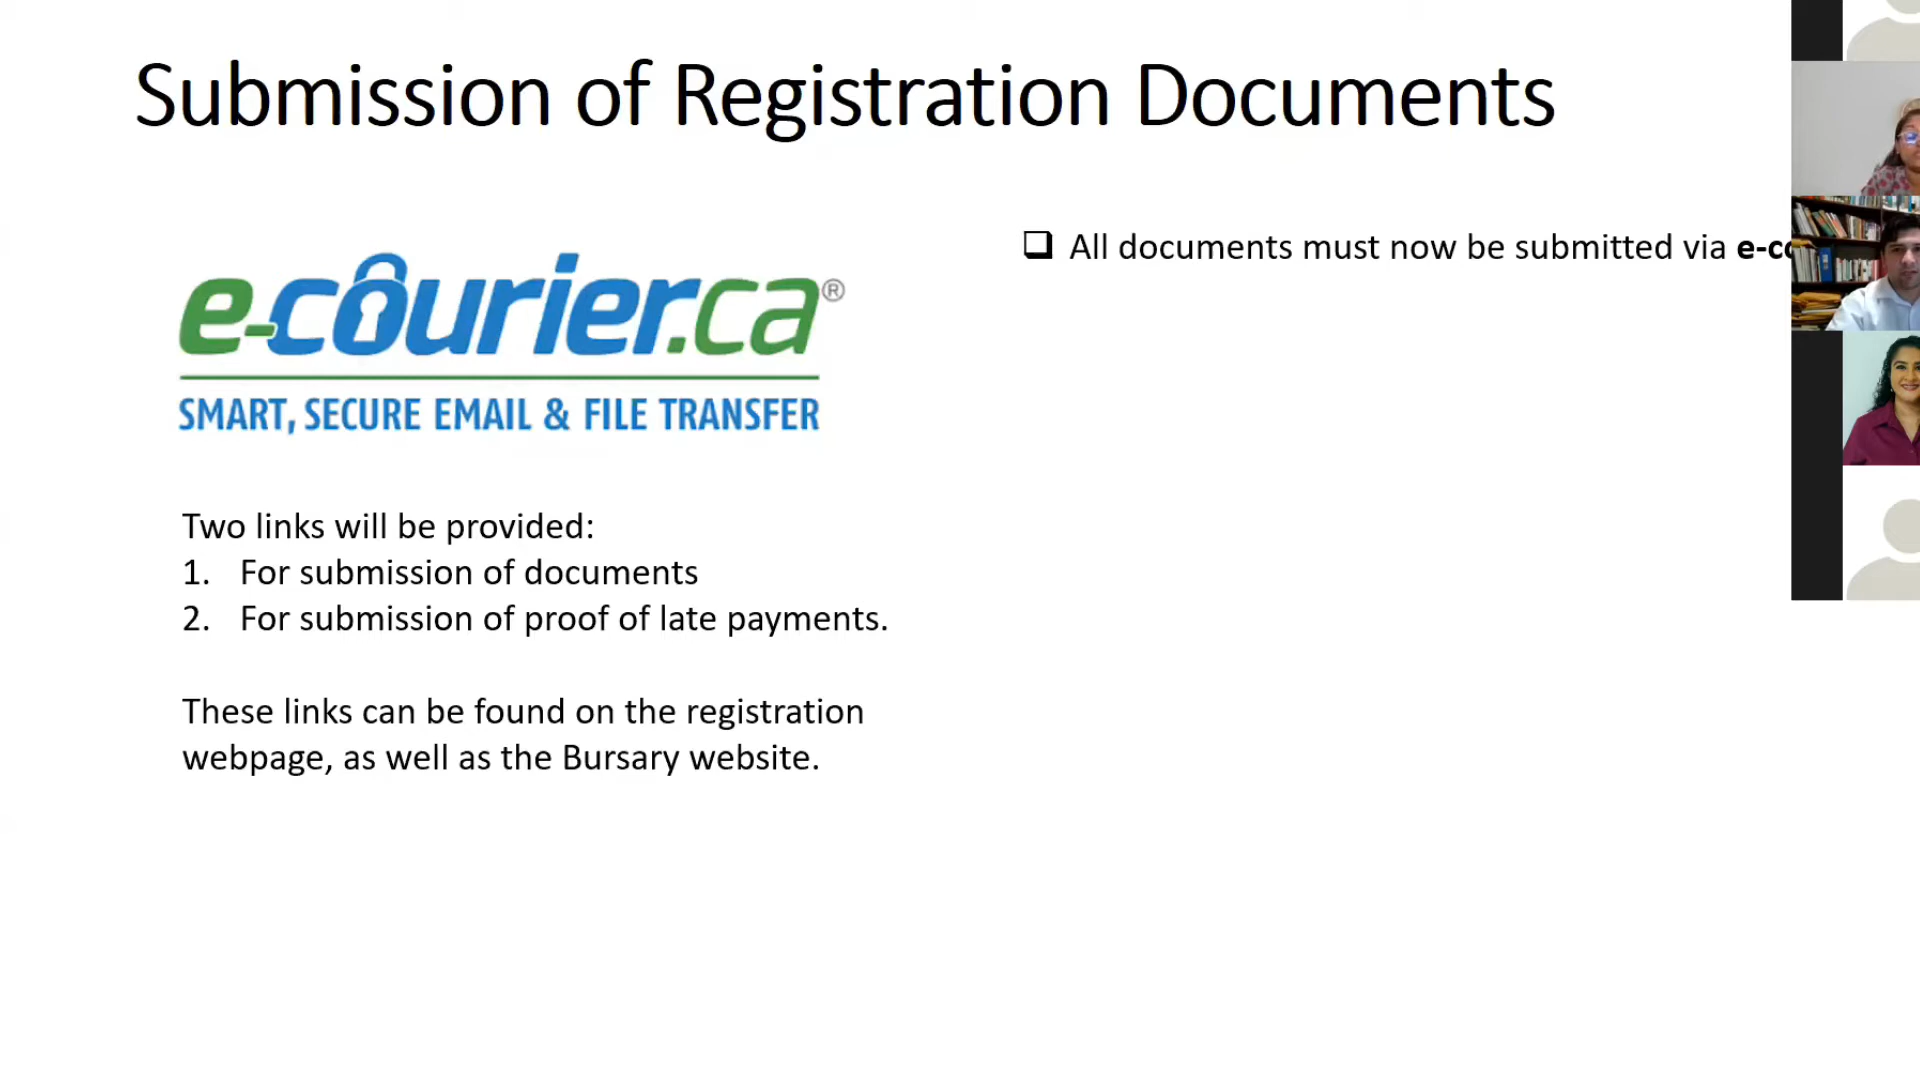 Submission of Registration Documents
e-courier.ca®
SMART, SECURE EMAIL & FILE TRANSFER
Two links will be provided:
1. For submission of documents
2. For submission of proof of late payments.
These links can be found on the registration
webpage, as well as the Bursary website.
❑ All documents must now be submitted via